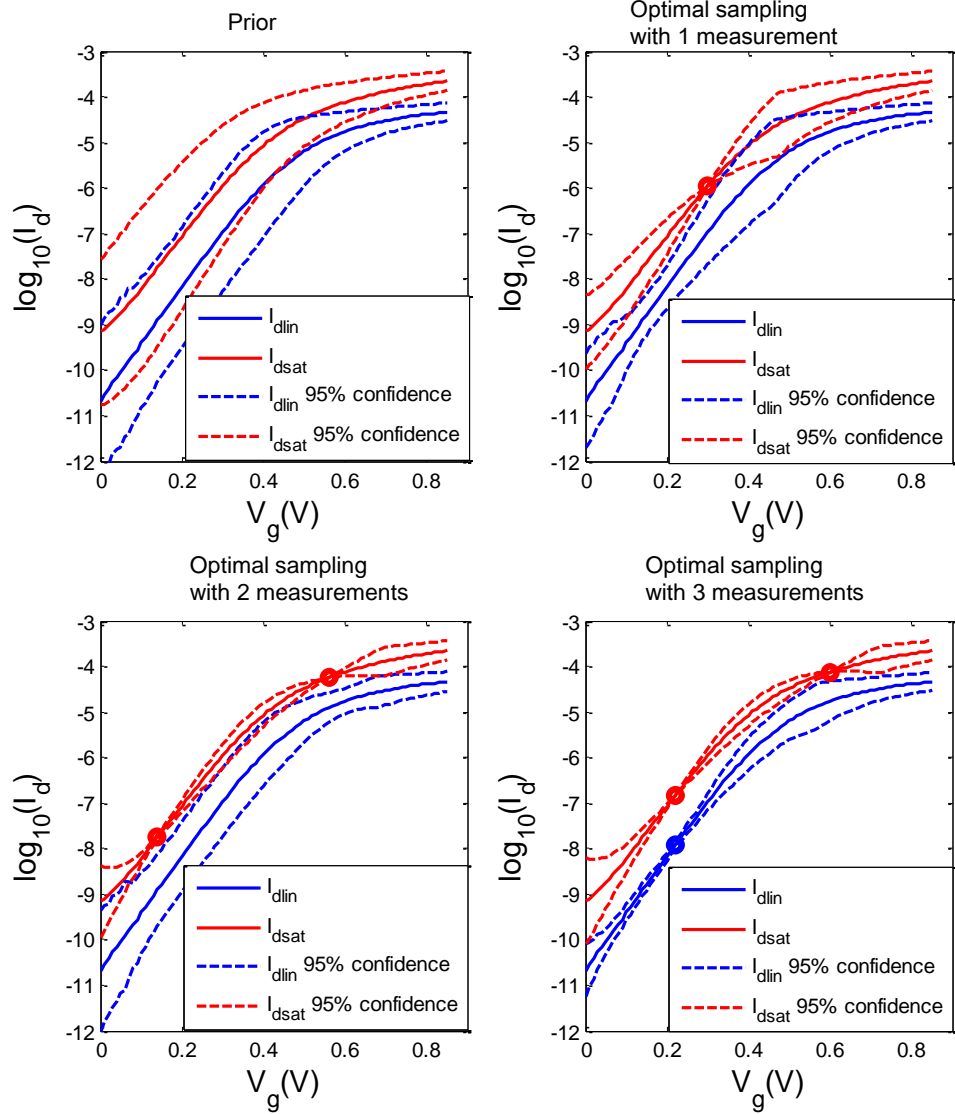 Prior
-3
-4
-5
-6
-7
-8
-9
-10
-11
-12
0 0.2 0.4 0.6 0.8
log10(Id)
Vg(V)
Idlin
Idsat
Idlin 95% confidence
Idsat 95% confidence
Optimal sampling
with 1 measurement
-3
-4
-5
-6
-7
-8
-9
-10
-11
-12
0 0.2 0.4 0.6 0.8
log10(Id)
Vg(V)
Idlin
Idsat
Idlin 95% confidence
Idsat 95% confidence
Optimal sampling
with 2 measurements
-3
-4
-5
-6
-7
-8
-9
-10
-11
-12
0 0.2 0.4 0.6 0.8
log10(Id)
Vg(V)
Idlin
Idsat
Idlin 95% confidence
Idsat 95% confidence
Optimal sampling
with 3 measurements
-3
-4
-5
-6
-7
-8
-9
-10
-11
-12
0 0.2 0.4 0.6 0.8
log10(Id)
Vg(V)
Idlin
Idsat
Idlin 95% confidence
Idsat 95% confidence